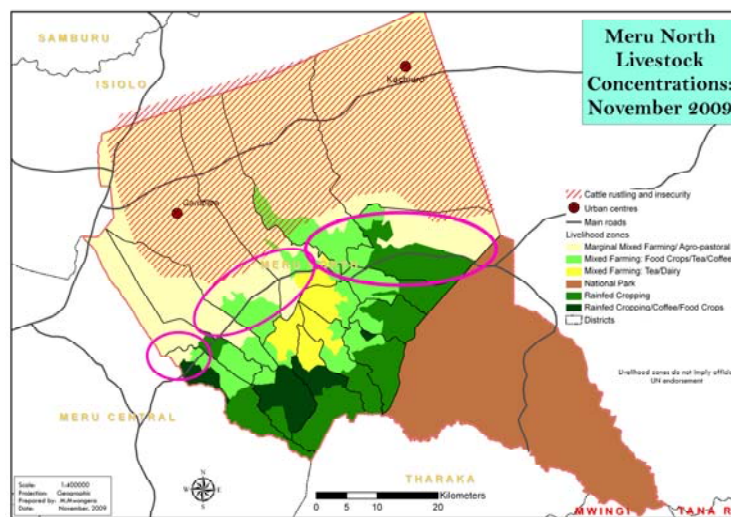 SAMBURU
ISIOLO
Meru North
Livestock
Concentrations:
November 2009
MERU
MERU CENTRAL
THARAKA
MWINGI
TANA R
Cattle rustling and insecurity
Urban centres
Main roads
Livelihood zones
Marginal Mixed Farming/ Agro-pastoral
Mixed Farming: Food Crops/Tea/Coffee
Mixed Farming: Tea/Dairy
National Park
Rainfed Cropping
Rainfed Cropping/Coffee/Food Crops
Districts
Livelihood zones do not imply officia
UN endorsement
Scale: 1:400000
Projection: Geographic
Prepared by: M.Mwangera
Date: November, 2009
N
W
E
S
0
5
10
20
Kilometers